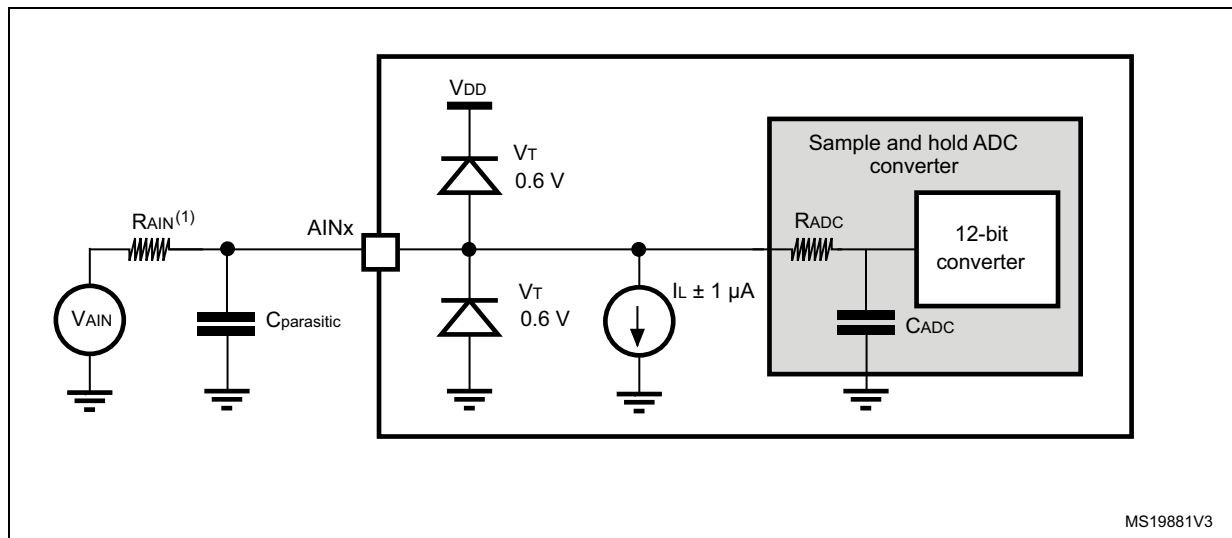 VDD
Sample and hold ADC
converter
VT
0.6 V
RAIN(1)
AINx
RADC
12-bit
converter
VAIN
Cparasitic
VT
0.6 V
IL ± 1 µA
CADC
MS19881V3